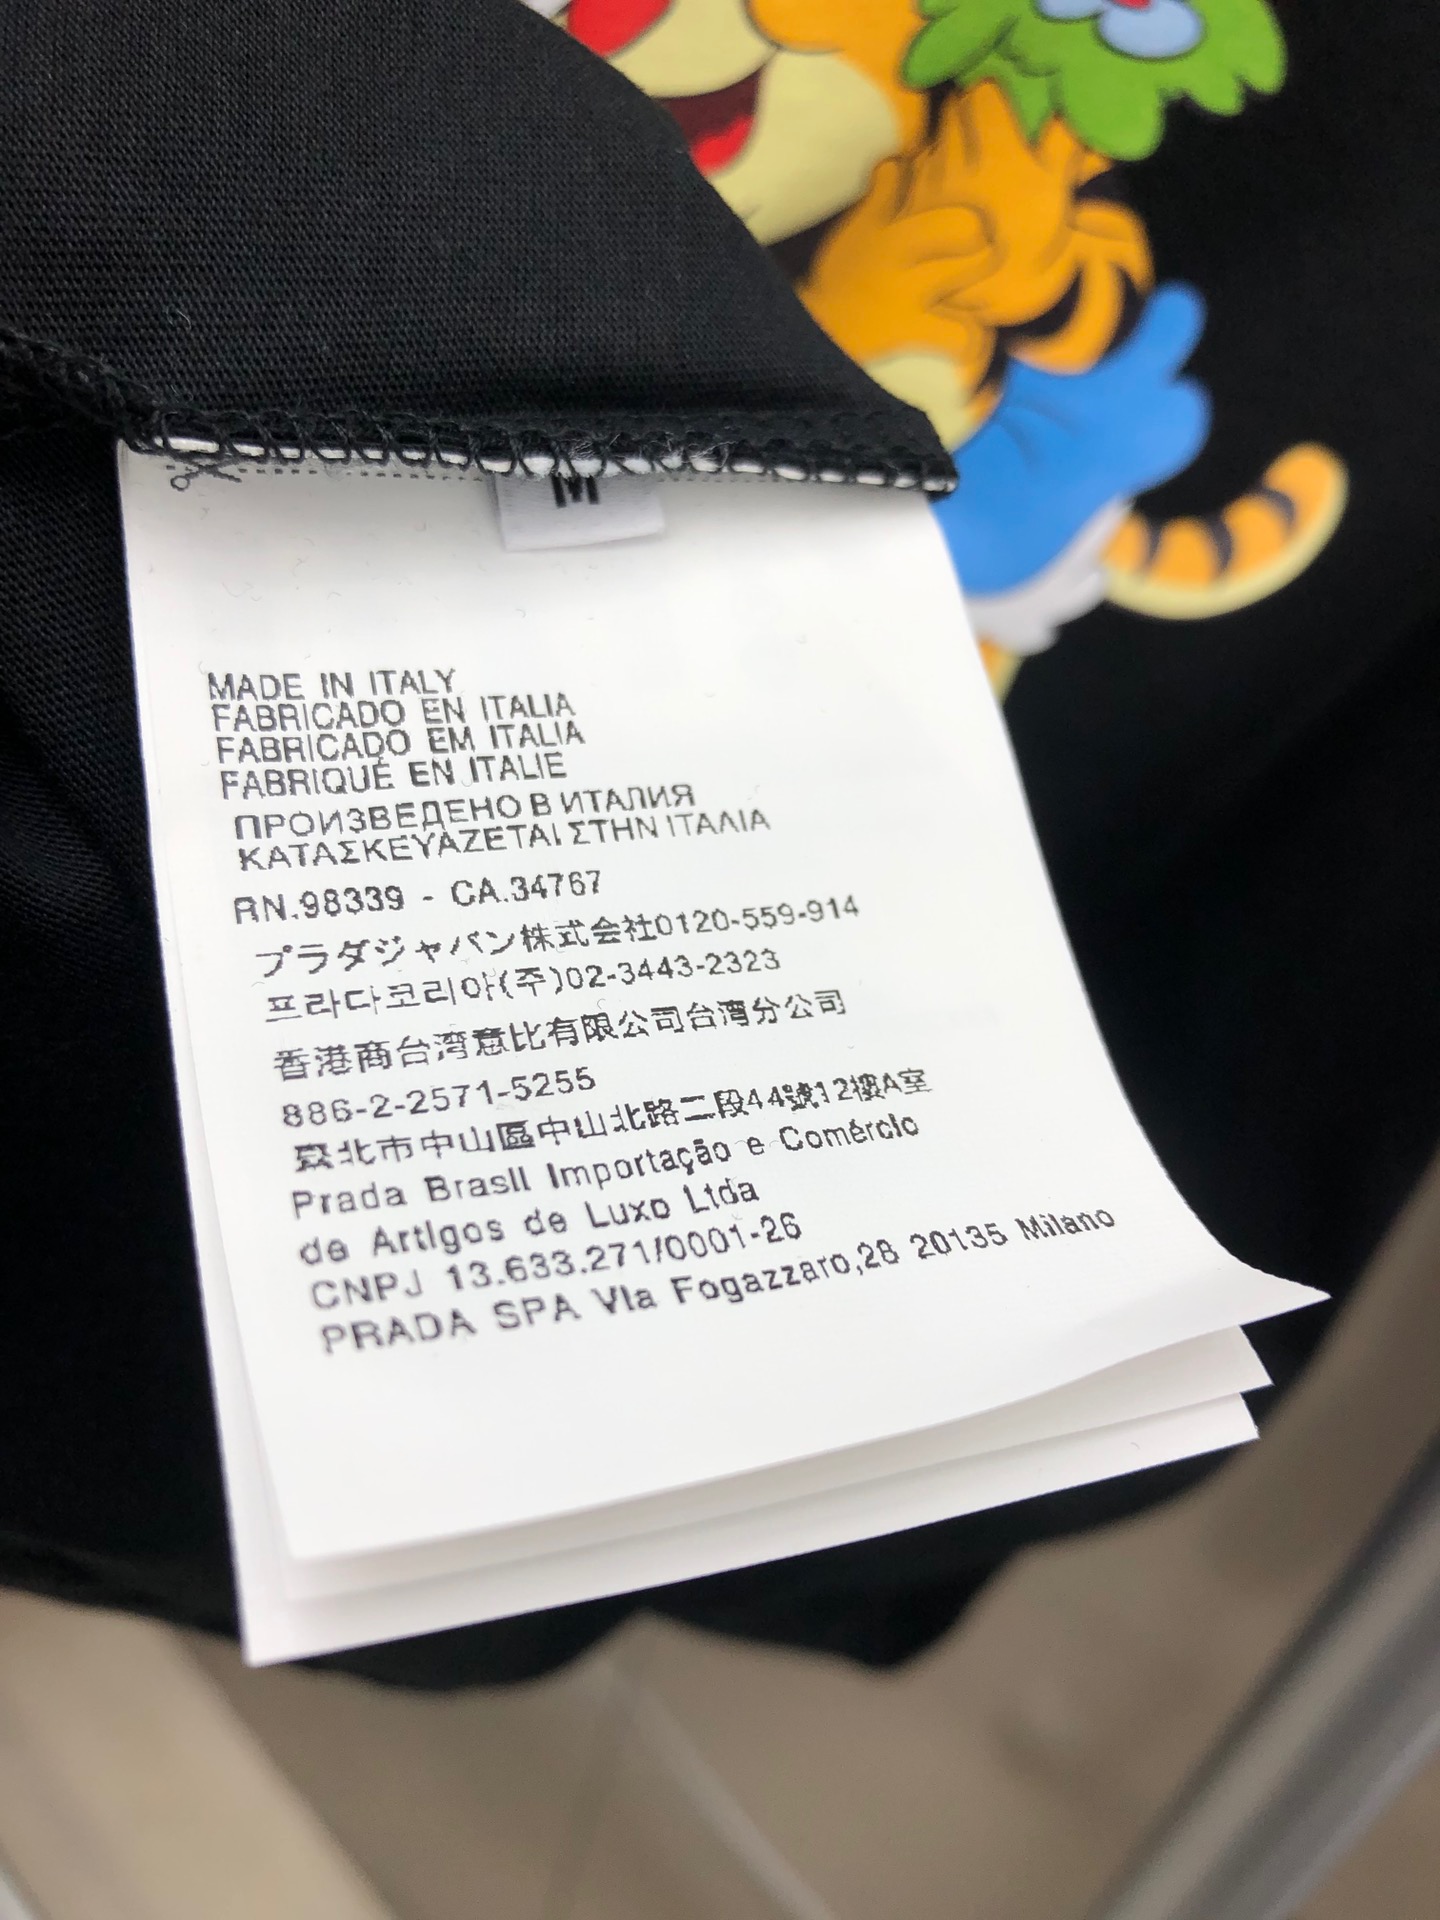 M
MADE IN ITALY
FABRICADO EN ITALIA
FABRICADO EM ITALIA
FABRIQUÉ EN ITALIE
ПРОИЗВЕДЕНО В ИТАЛИЯ
ΚΑΤΑΣΚΕΥΑΖΕΤΑΙ ΣΤΗΝ ΙΤΑΛΙΑ
RN.98339 - CA.34767
プラダジャパン株式会社0120-559-914
프라다코리아(주)02-3443-2323
香港商台湾意比有限公司台湾分公司
886-2-2571-5255
臺北市中山區中山北路二段44號12樓A室
Prada Brasil Importação e Comércio
de Artigos de Luxo Ltda
CNPJ 13.633.271/0001-26
PRADA SPA Via Fogazzaro,28 20135 Milano